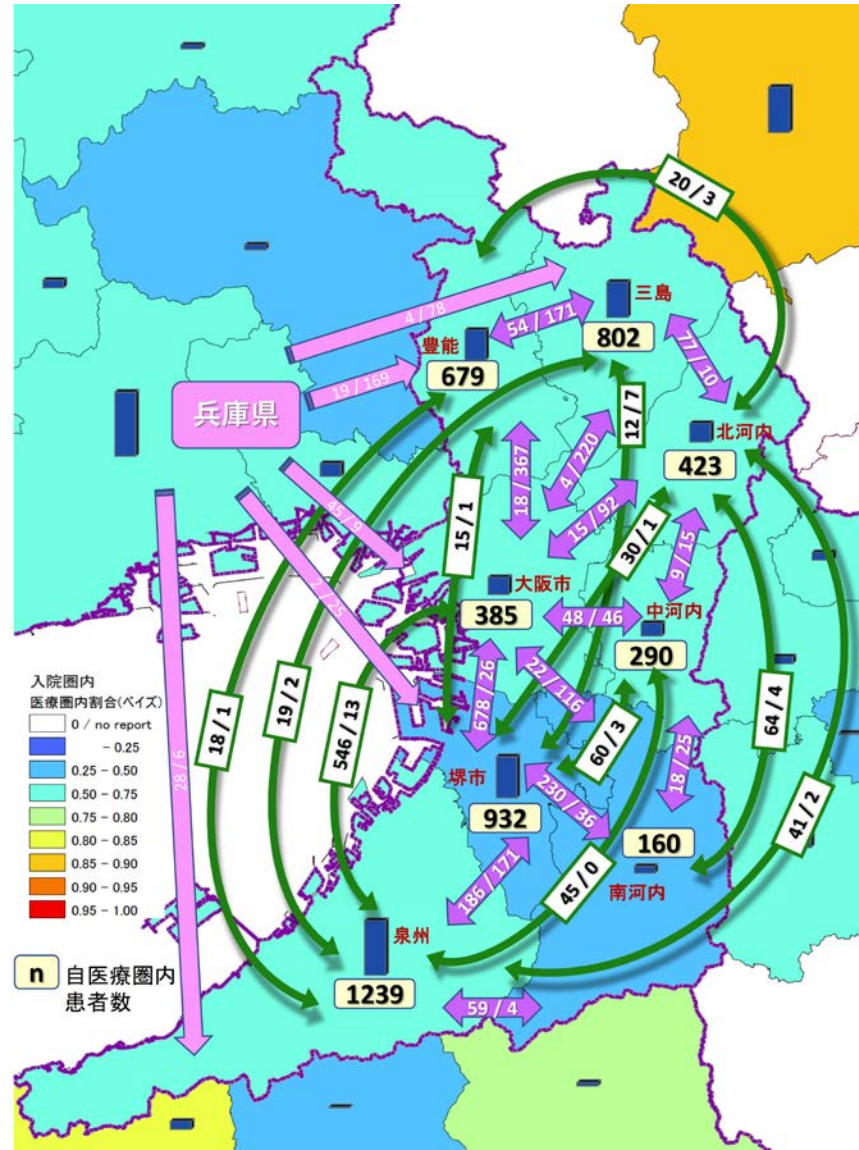 20 / 3
三島
4 / 78
54 / 171
802
豊能
679
77 / 10
19 / 169
兵庫県
12 / 7
北河内
423
18 / 367
4 / 220
45 / 9
15 / 1
15 / 92
30 / 1
2 / 25
9 / 15
大阪市
385
48 / 46
中河内
290
入院圏内
医療圏内割合(ベイズ)
0 / no report
- 0.25
0.25 - 0.50
0.50 - 0.75
0.75 - 0.80
0.80 - 0.85
0.85 - 0.90
0.90 - 0.95
0.95 - 1.00
28 / 6
18 / 1
19 / 2
546 / 13
678 / 26
22 / 116
60 / 3
18 / 25
64 / 4
41 / 2
堺市
932
230 / 36
160
南河内
186 / 171
45 / 0
泉州
1239
59 / 4
n 自医療圏内
患者数